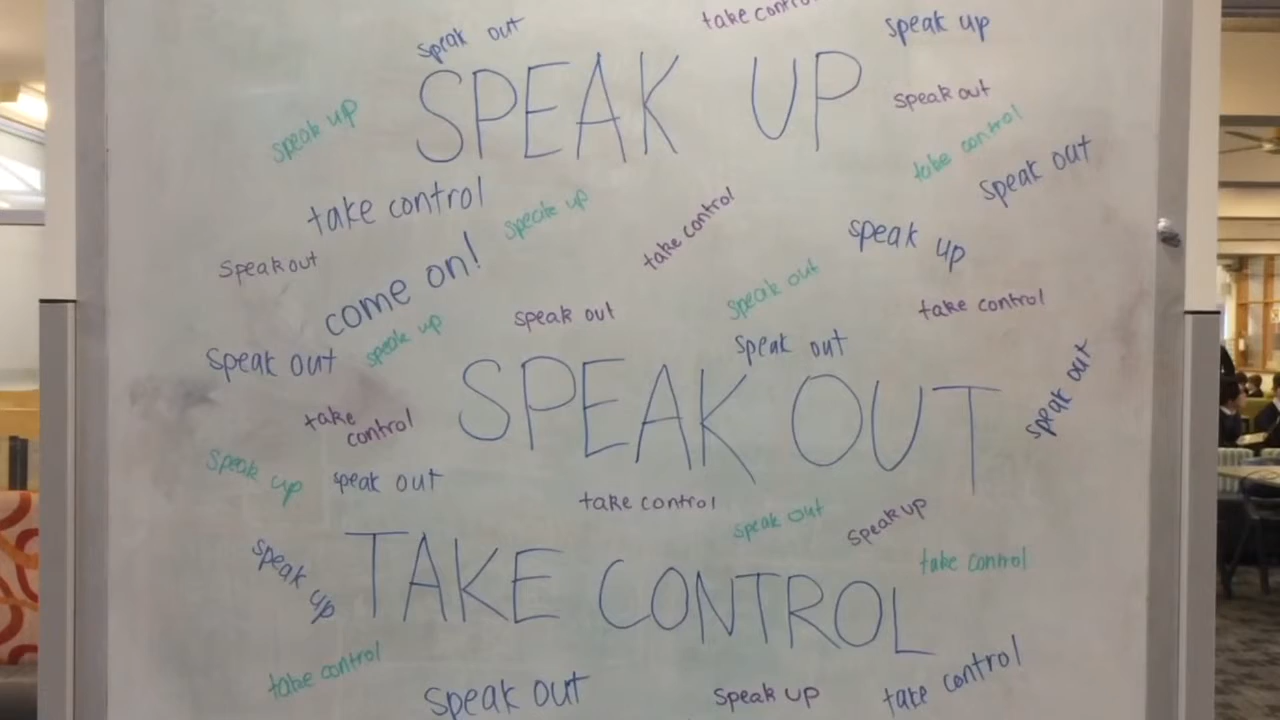 speak out
take control
speak up
SPEAK UP
speak up
speak out
take control
speak out
take control
speak up
take control
speak up
speak out
come on!
speak out
take control
speak up
speak out
speak out
speak out
SPEAK OUT
speak out
take
control
speak up
speak out
take control
speak out
speak up
take control
speak up
TAKE CONTROL
take control
speak out
speak up
take control